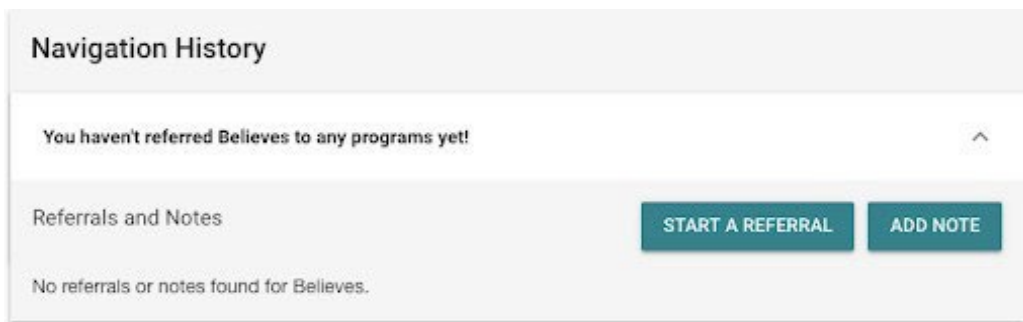 Navigation History
You haven't referred Believes to any programs yet!
Referrals and Notes
START A REFERRAL
ADD NOTE
No referrals or notes found for Believes.